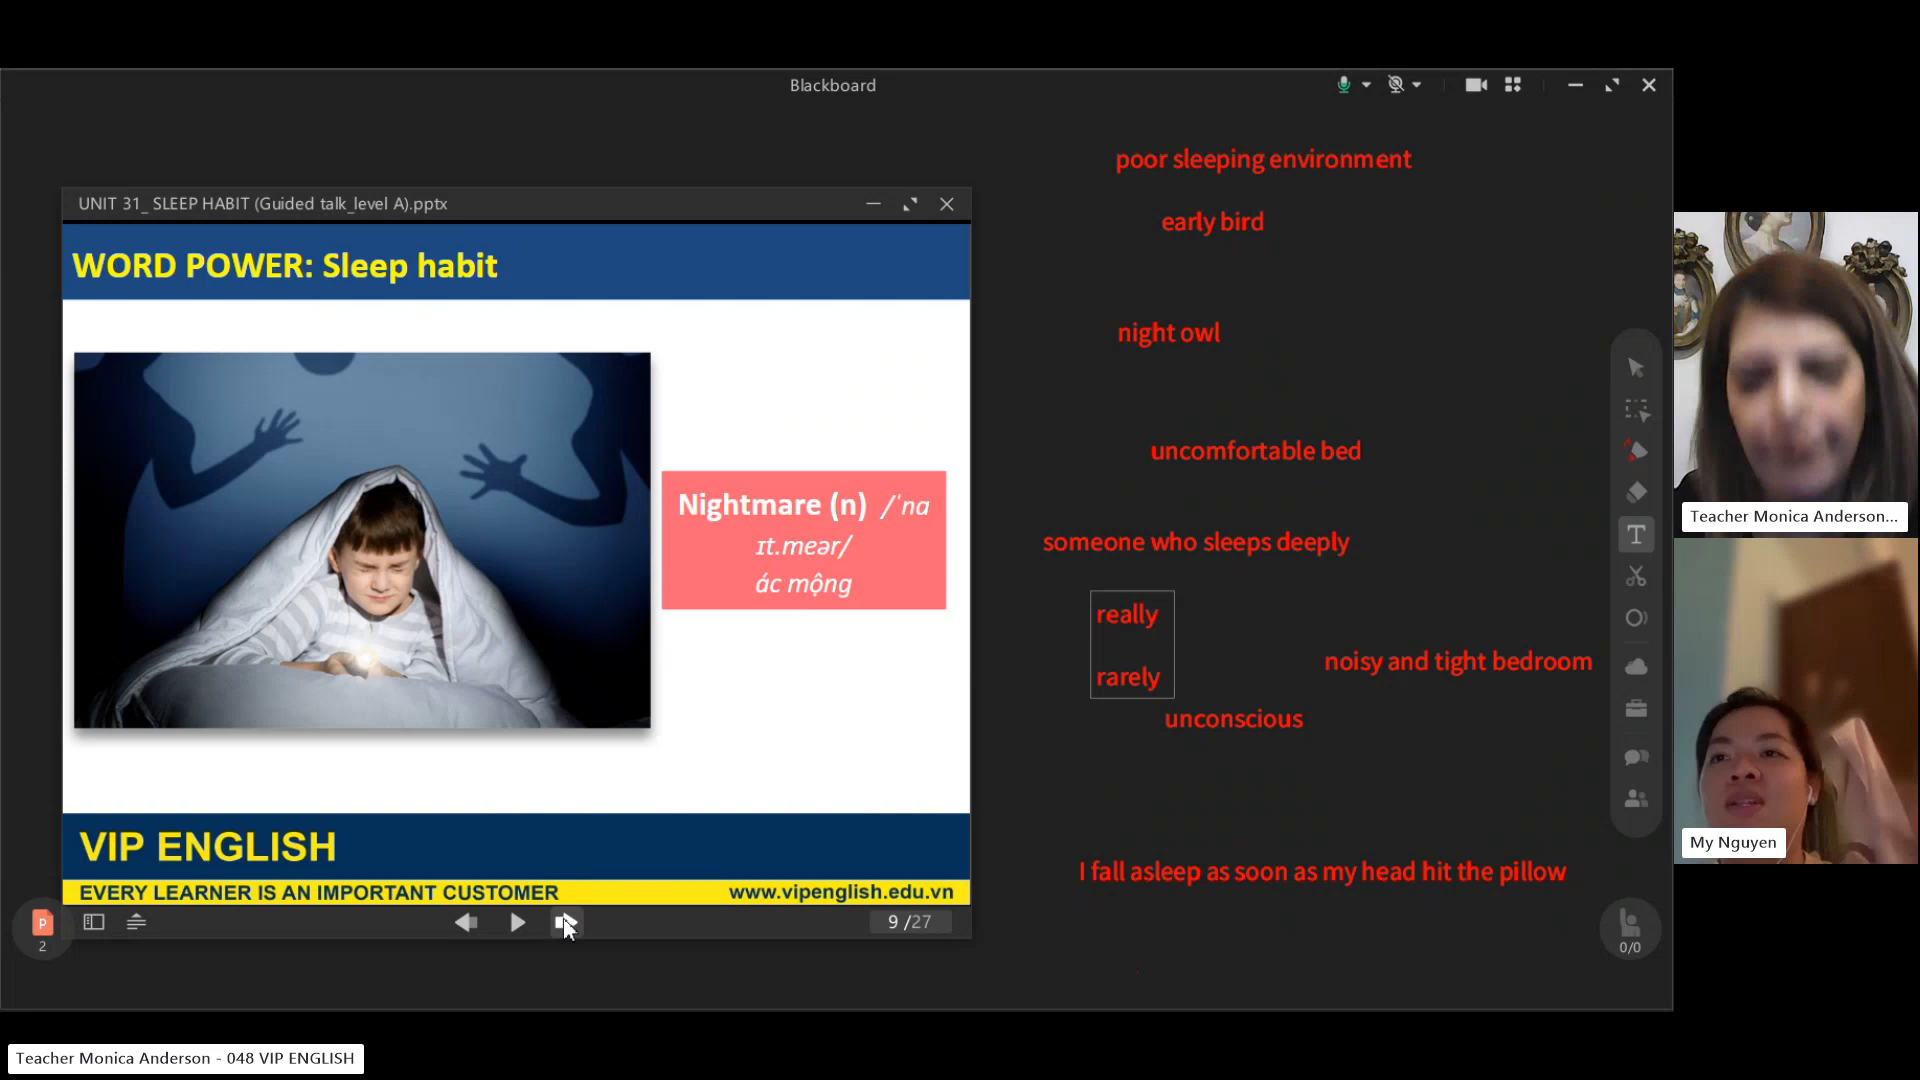 Blackboard
UNIT 31_ SLEEP HABIT (Guided talk_level A).pptx
WORD POWER: Sleep habit
Nightmare (n) /ˈna
ɪt.meər/
ác mộng
VIP ENGLISH
EVERY LEARNER IS AN IMPORTANT CUSTOMER
www.vipenglish.edu.vn
P
2
9 /27
poor sleeping environment
early bird
night owl
uncomfortable bed
someone who sleeps deeply
really
rarely
noisy and tight bedroom
unconscious
I fall asleep as soon as my head hit the pillow
T
0/0
Teacher Monica Anderson...
My Nguyen
Teacher Monica Anderson - 048 VIP ENGLISH